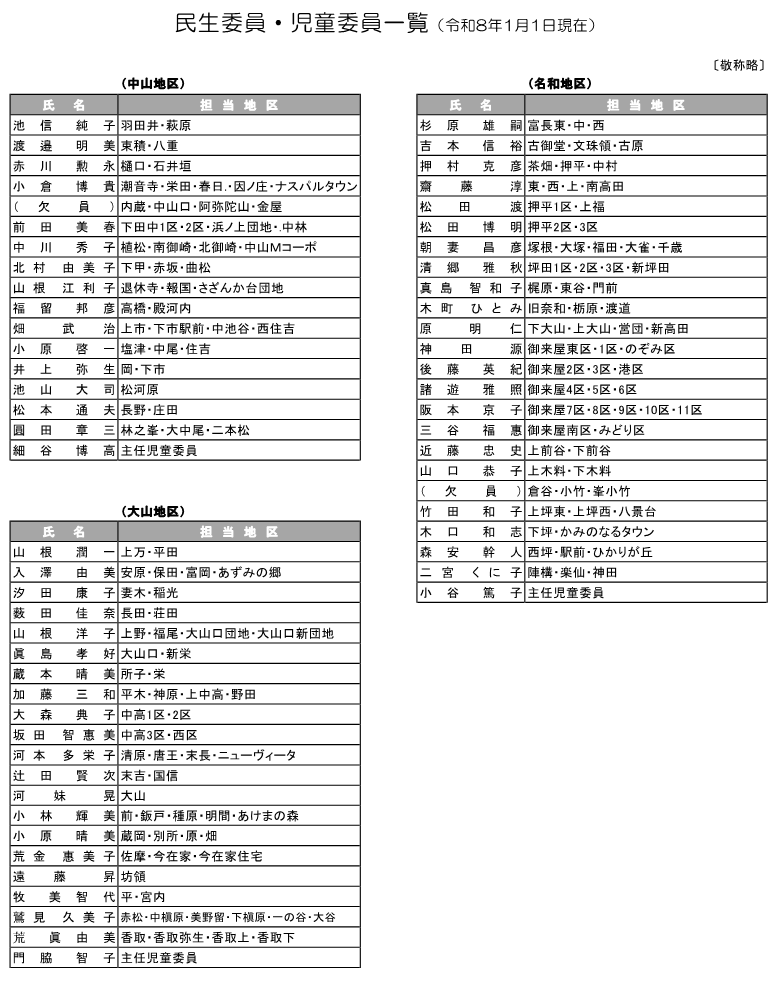 民生委員・児童委員一覧（令和8年1月1日現在）
〔敬称略〕
（中山地区）
氏 名 担 当 地 区
池 信 純 子 羽田井・萩原
渡 邉 明 美 東積・八重
赤 川 勲 永 樋口・石井垣
小 倉 博 貴 潮音寺・栄田・春日.・因ノ庄・ナスパルタウン
（ 欠 員 ） 内蔵・中山口・阿弥陀山・金屋
前 田 美 春 下田中1区・2区・浜ノ上団地・.中林
中 川 秀 子 植松・南御崎・北御崎・中山Mコーポ
北 村 由 美 子 下甲・赤坂・曲松
山 根 江 利 子 退休寺・報国・さざんか台団地
福 留 邦 彦 高橋・殿河内
畑 武 治 上市・下市駅前・中池谷・西住吉
小 原 啓 一 塩津・中尾・住吉
井 上 弥 生 岡・下市
池 山 大 司 松河原
松 本 通 夫 長野・庄田
圓 田 章 三 林之峯・大中尾・二本松
細 谷 博 高 主任児童委員
（大山地区）
氏 名 担 当 地 区
山 根 潤 一 上万・平田
入 澤 由 美 安原・保田・富岡・あずみの郷
汐 田 康 子 妻木・稲光
薮 田 佳 奈 長田・荘田
山 根 洋 子 上野・福尾・大山口団地・大山口新団地
眞 島 孝 好 大山口・新栄
蔵 本 晴 美 所子・栄
加 藤 三 和 平木・神原・上中高・野田
大 森 典 子 中高1区・2区
坂 田 智 惠 美 中高3区・西区
河 本 多 栄 子 清原・唐王・末長・ニューヴィータ
辻 田 賢 次 末吉・国信
河 妹 晃 大山
小 林 輝 美 前・鈑戸・種原・明間・あけまの森
小 原 晴 美 蔵岡・別所・原・畑
荒 金 恵 美 子 佐摩・今在家・今在家住宅
遠 藤 昇 坊領
牧 美 智 代 平・宮内
鷲 見 久 美 子 赤松・中槇原・美野留・下槇原・一の谷・大谷
荒 眞 由 美 香取・香取弥生・香取上・香取下
門 脇 智 子 主任児童委員
（名和地区）
氏 名 担 当 地 区
杉 原 雄 嗣 富長東・中・西
吉 本 信 裕 古御堂・文珠領・古原
押 村 克 彦 茶畑・押平・中村
齋 藤 淳 東・西・上・南高田
松 田 渡 押平1区・上福
松 田 博 明 押平2区・3区
朝 妻 昌 彦 塚根・大塚・福田・大雀・千歳
清 郷 雅 秋 坪田1区・2区・3区・新坪田
真 島 智 和 子 梶原・東谷・門前
木 町 ひ と み 旧奈和・栃原・渡道
原 明 仁 下大山・上大山・営団・新高田
神 田 源 御来屋東区・1区・のぞみ区
後 藤 英 紀 御来屋2区・3区・港区
諸 遊 雅 照 御来屋4区・5区・6区
阪 本 京 子 御来屋7区・8区・9区・10区・11区
三 谷 福 惠 御来屋南区・みどり区
近 藤 忠 史 上前谷・下前谷
山 口 恭 子 上木料・下木料
（ 欠 員 ） 倉谷・小竹・峯小竹
竹 田 和 子 上坪東・上坪西・八景台
木 口 和 志 下坪・かみのなるタウン
森 安 幹 人 西坪・駅前・ひかりが丘
二 宮 く に 子 陣構・楽仙・神田
小 谷 篤 子 主任児童委員